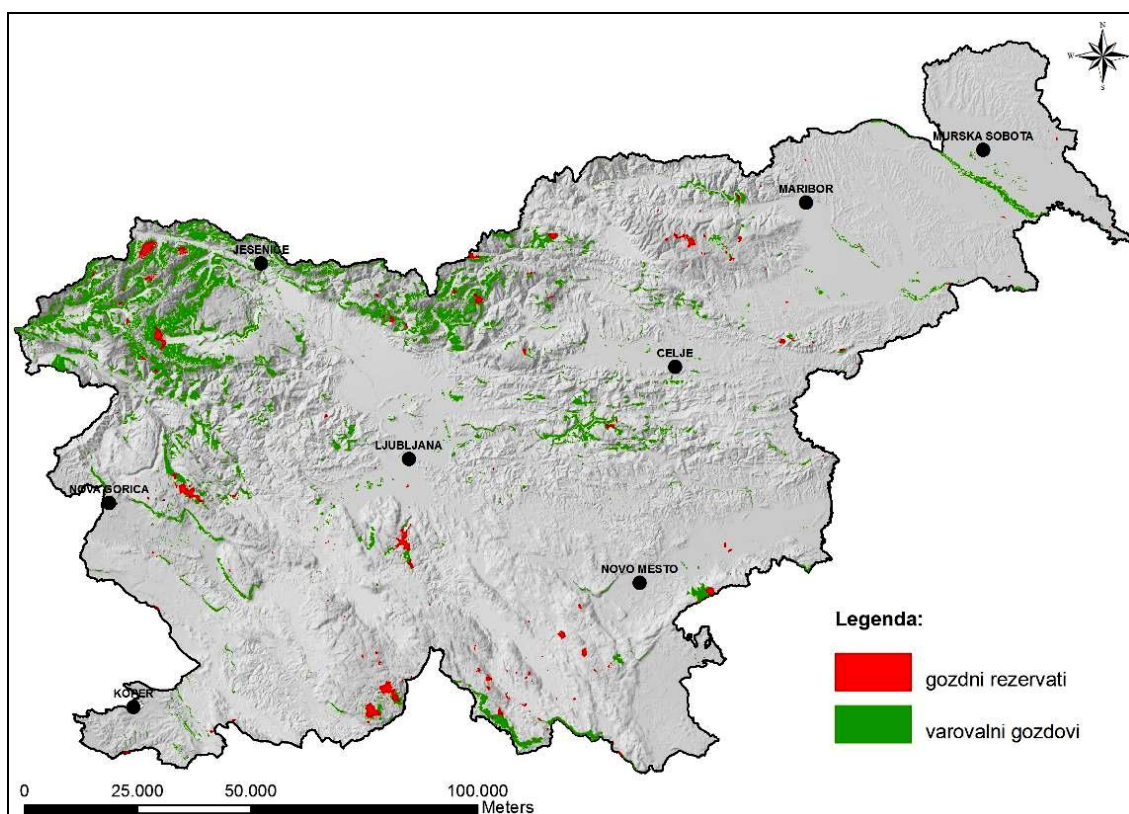 N
W
E
S
MURSKA SOBOTA
MARIBOR
JESENICE
CELJE
LJUBLJANA
NOVA GORICA
NOVO MESTO
KOPER
Legenda:
gozdni rezervati
varovalni gozdovi
0 25.000 50.000 100.000
Meters